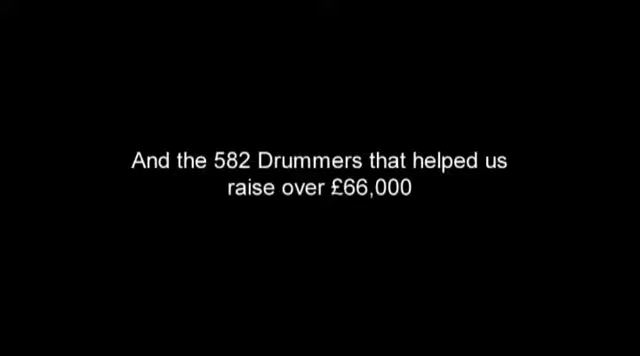 And the 582 Drummers that helped us
raise over £66,000